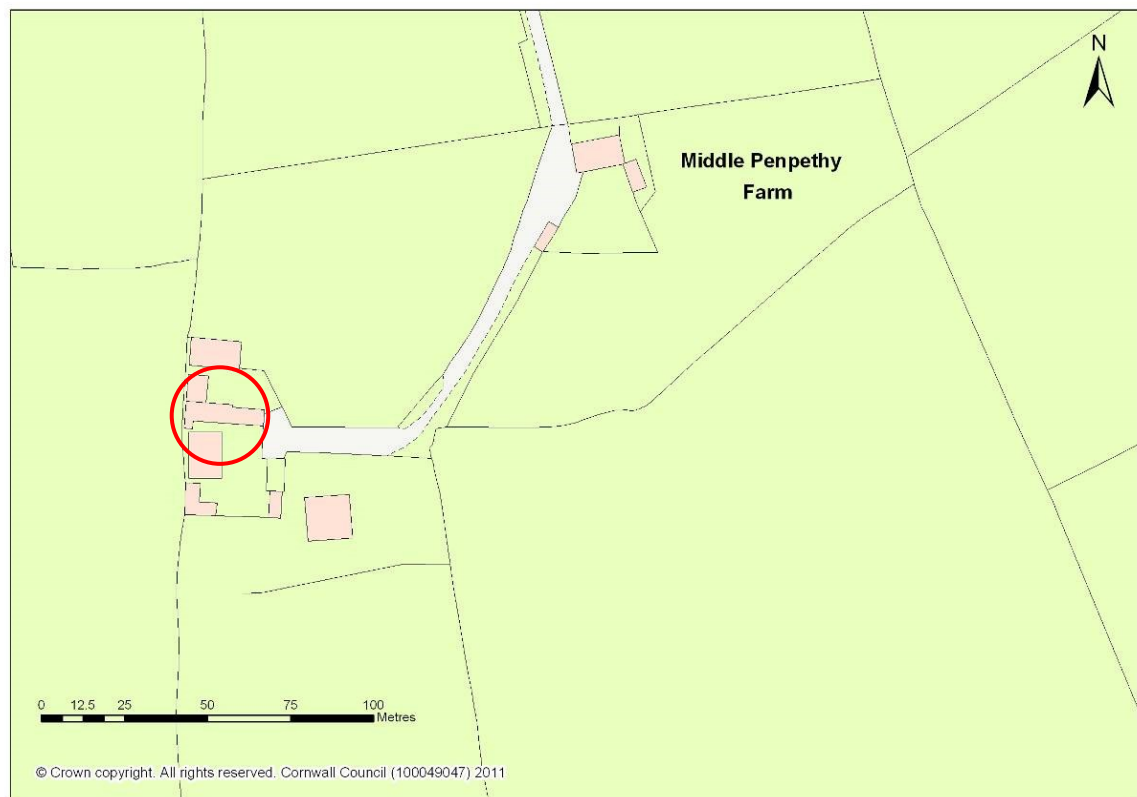 N
Middle Penpethy
Farm
0 12.5 25 50 75 100
Metres
© Crown copyright. All rights reserved. Cornwall Council (100049047) 2011